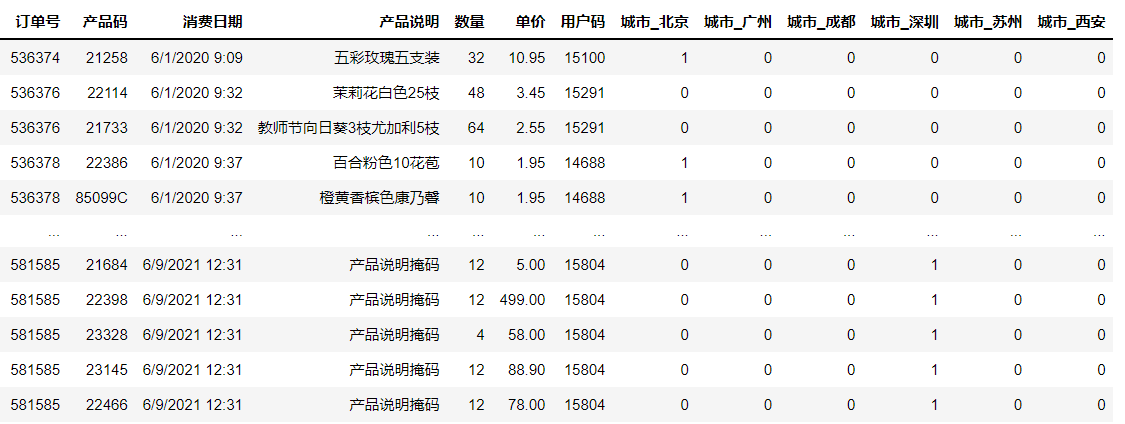 订单号 产品码 消费日期 产品说明 数量 单价 用户码 城市_北京 城市_广州 城市_成都 城市_深圳 城市_苏州 城市_西安
536374 21258 6/1/2020 9:09 五彩玫瑰五支装 32 10.95 15100 1 0 0 0 0 0
536376 22114 6/1/2020 9:32 茉莉花白色25枝 48 3.45 15291 0 0 0 0 0 0
536376 21733 6/1/2020 9:32 教师节向日葵3枝尤加利5枝 64 2.55 15291 0 0 0 0 0 0
536378 22386 6/1/2020 9:37 百合粉色10花苞 10 1.95 14688 1 0 0 0 0 0
536378 85099C 6/1/2020 9:37 橙黄香槟色康乃馨 10 1.95 14688 1 0 0 0 0 0
... ... ... ... ... ... ... ... ... ... ... ... ...
581585 21684 6/9/2021 12:31 产品说明掩码 12 5.00 15804 0 0 0 1 0 0
581585 22398 6/9/2021 12:31 产品说明掩码 12 499.00 15804 0 0 0 1 0 0
581585 23328 6/9/2021 12:31 产品说明掩码 4 58.00 15804 0 0 0 1 0 0
581585 23145 6/9/2021 12:31 产品说明掩码 12 88.90 15804 0 0 0 1 0 0
581585 22466 6/9/2021 12:31 产品说明掩码 12 78.00 15804 0 0 0 1 0 0